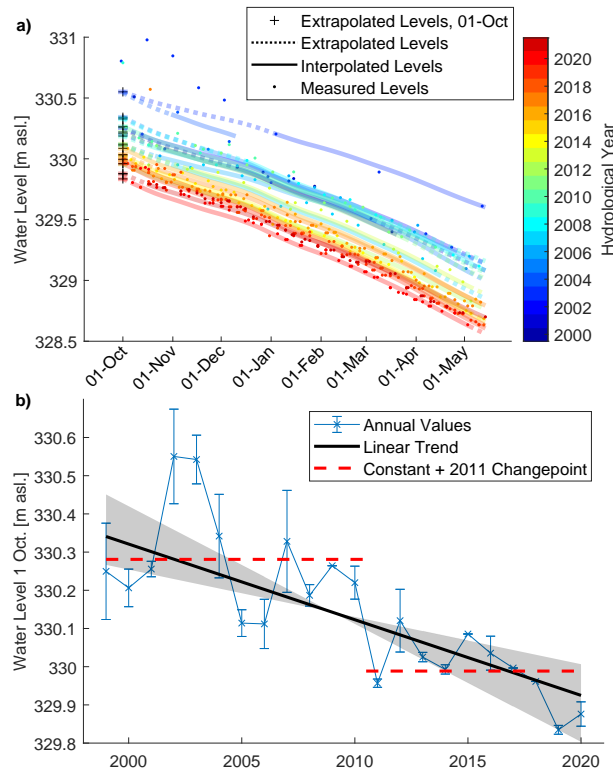 a)
331
330.5
330
329.5
329
328.5
Water Level [m asl.]
+ Extrapolated Levels, 01-Oct
Extrapolated Levels
Interpolated Levels
Measured Levels
01-Oct
01-Nov
01-Dec
01-Jan
01-Feb
01-Mar
01-Apr
01-May
2020
2018
2016
2014
2012
2010
2008
2006
2004
2002
2000
Hydrological Year
b)
330.6
330.5
330.4
330.3
330.2
330.1
330
329.9
329.8
Water Level 1 Oct. [m asl.]
Annual Values
Linear Trend
Constant + 2011 Changepoint
2000
2005
2010
2015
2020